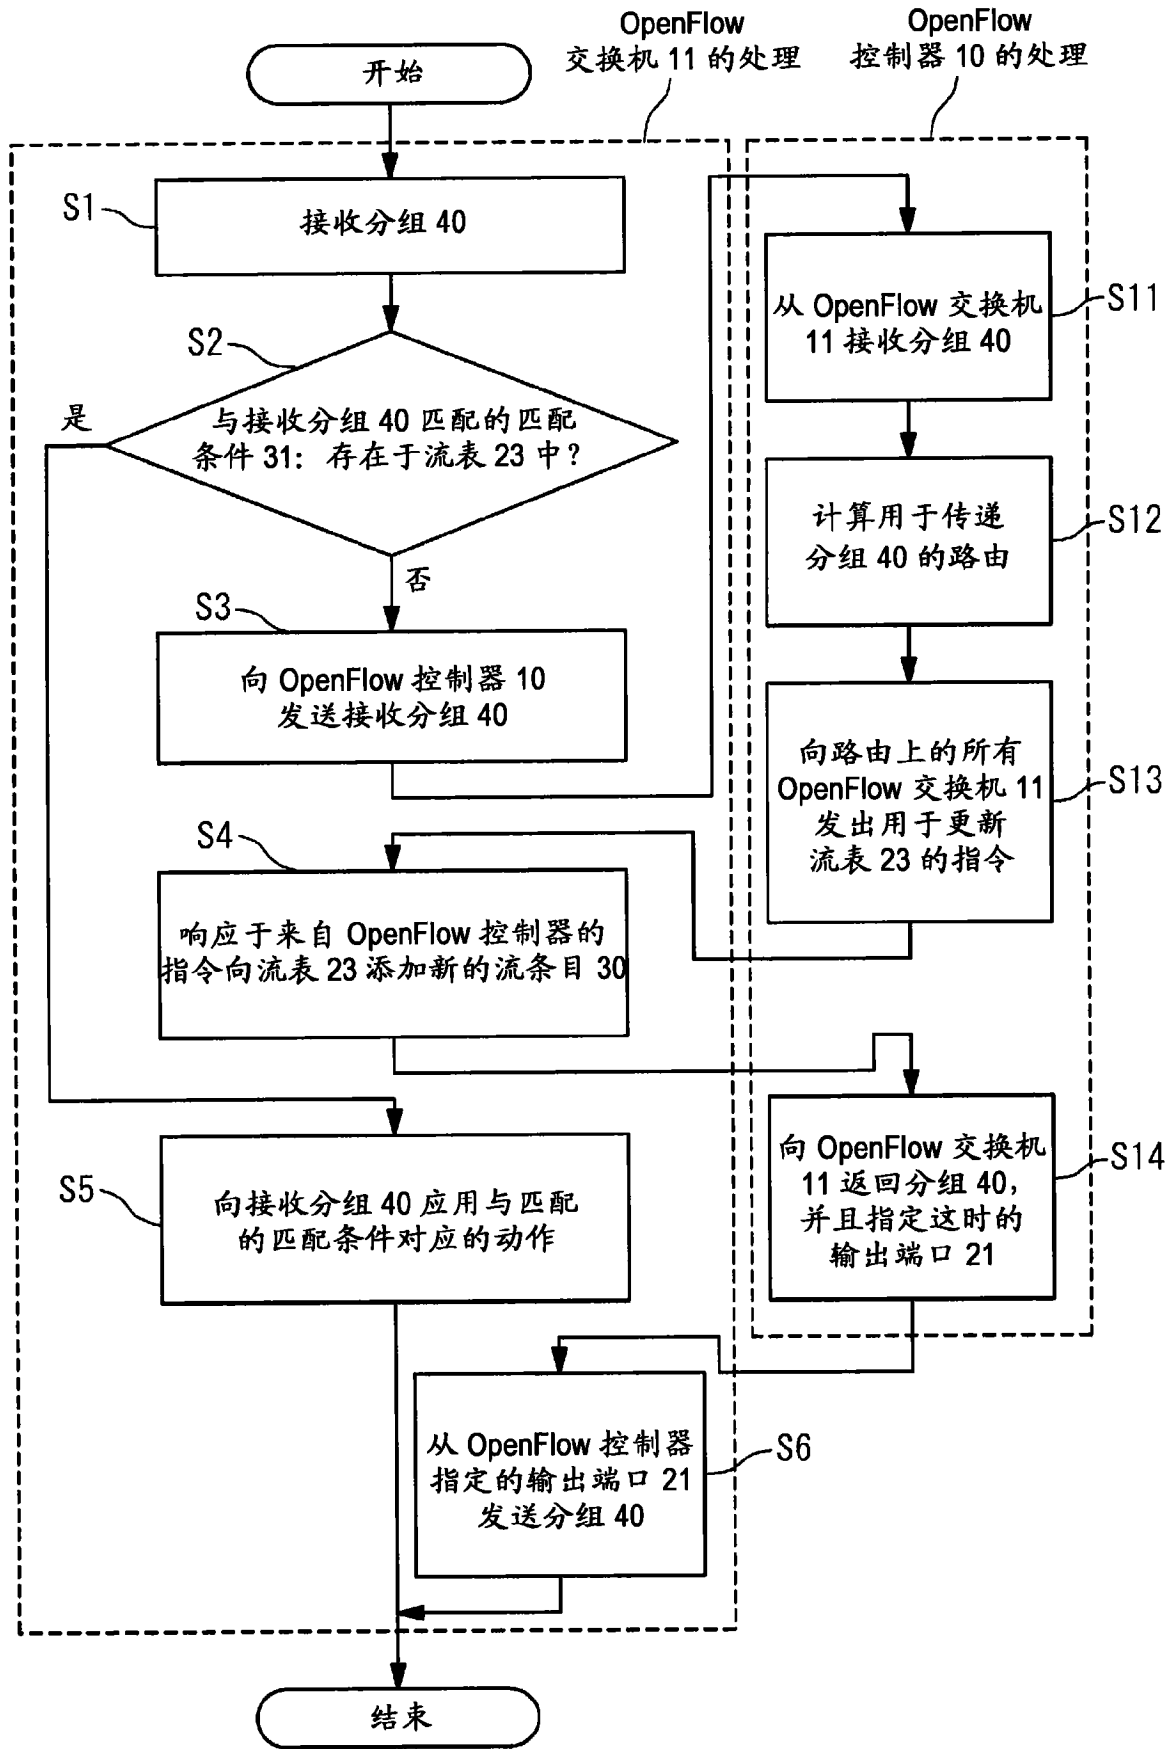 OpenFlow
交换机 11 的处理
OpenFlow
控制器 10 的处理
开始
S1
接收分组 40
S2
是
与接收分组 40 匹配的匹配
条件 31：存在于流表 23 中？
否
S3
向 OpenFlow 控制器 10
发送接收分组 40
S11
从 OpenFlow 交换机
11 接收分组 40
S12
计算用于传递
分组 40 的路由
S13
向路由上的所有
OpenFlow 交换机 11
发出用于更新
流表 23 的指令
S4
响应于来自 OpenFlow 控制器的
指令向流表 23 添加新的流条目 30
S14
向 OpenFlow 交换机
11 返回分组 40，
并且指定这时的
输出端口 21
S5
向接收分组 40 应用与匹配
的匹配条件对应的动作
S6
从 OpenFlow 控制器
指定的输出端口 21
发送分组 40
结束